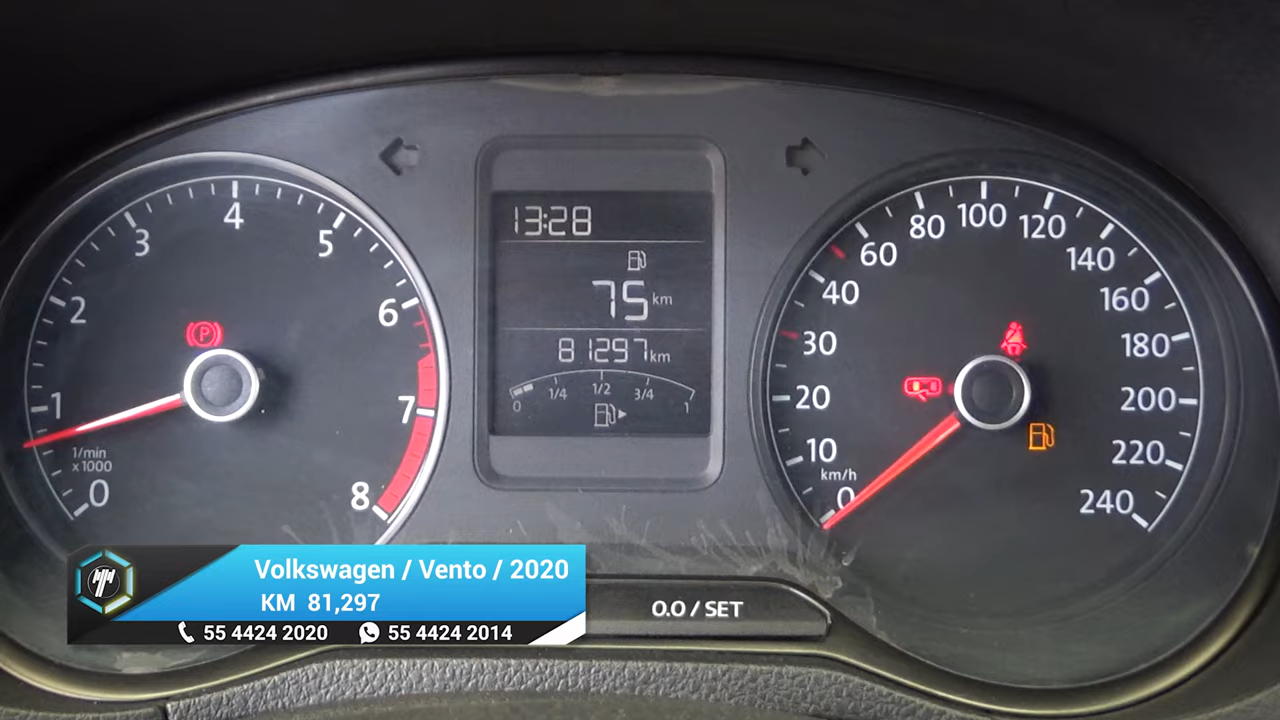 13:28
75 km
81297 km
0 1/4 1/2 3/4 1
0 1 2 3 4 5 6 7 8
1/min
x 1000
P
0 10 20 30 40 60 80 100 120 140 160 180 200 220 240
km/h
0.0 / SET
Volkswagen / Vento / 2020
KM 81,297
55 4424 2020 55 4424 2014